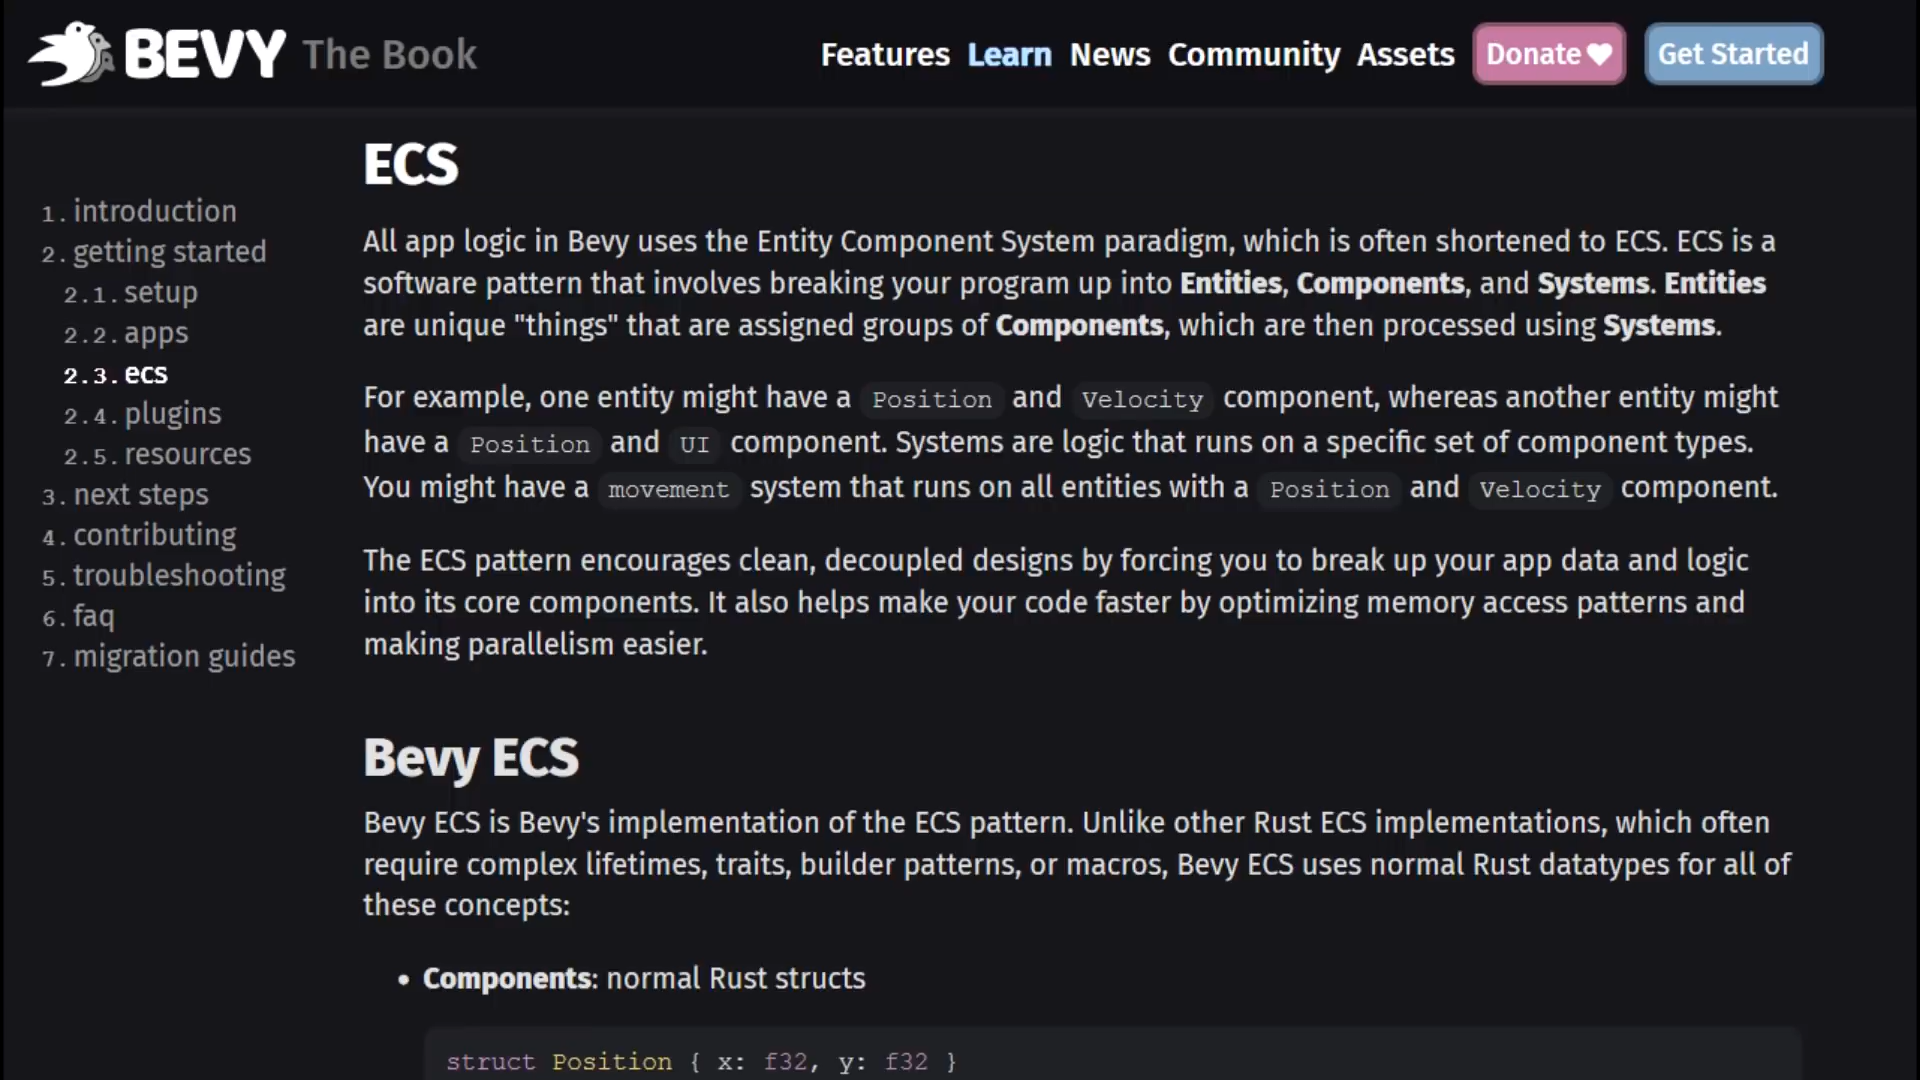 BEVY The Book
Features Learn News Community Assets Donate Get Started
1. introduction
2. getting started
2.1. setup
2.2. apps
2.3. ecs
2.4. plugins
2.5. resources
3. next steps
4. contributing
5. troubleshooting
6. faq
7. migration guides
ECS
All app logic in Bevy uses the Entity Component System paradigm, which is often shortened to ECS. ECS is a
software pattern that involves breaking your program up into Entities, Components, and Systems. Entities
are unique "things" that are assigned groups of Components, which are then processed using Systems.
For example, one entity might have a Position and Velocity component, whereas another entity might
have a Position and UI component. Systems are logic that runs on a specific set of component types.
You might have a movement system that runs on all entities with a Position and Velocity component.
The ECS pattern encourages clean, decoupled designs by forcing you to break up your app data and logic
into its core components. It also helps make your code faster by optimizing memory access patterns and
making parallelism easier.
Bevy ECS
Bevy ECS is Bevy's implementation of the ECS pattern. Unlike other Rust ECS implementations, which often
require complex lifetimes, traits, builder patterns, or macros, Bevy ECS uses normal Rust datatypes for all of
these concepts:
• Components: normal Rust structs
struct Position { x: f32, y: f32 }